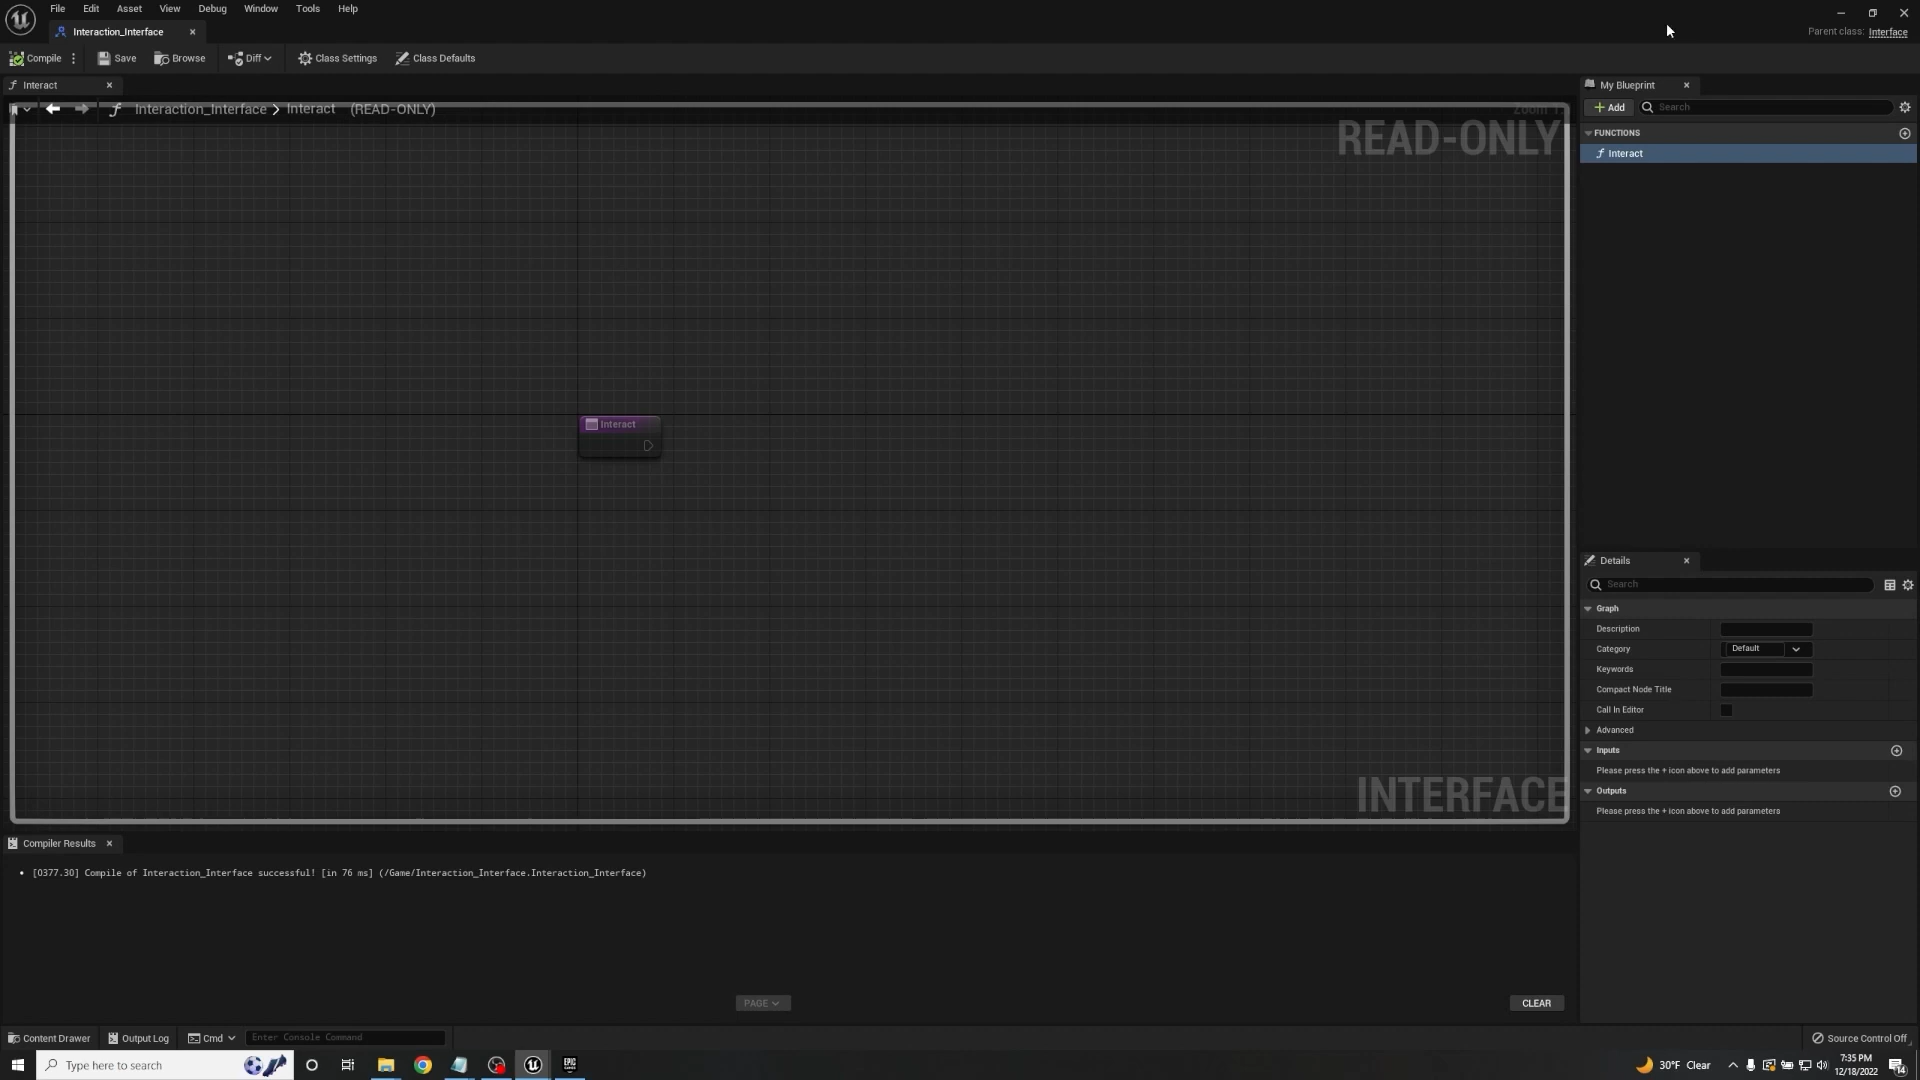 File Edit Asset View Window Debug Window Tools Help
Interaction_Interface
Parent class: Interface
Compile Save Browse Diff Class Settings Class Defaults
Interact
Interaction_Interface > Interact (READ-ONLY)
READ-ONLY
Interact
INTERFACE
My Blueprint
Add Search
FUNCTIONS
Interact
Details
Search
Graph
Description
Category Default
Keywords
Compact Node Title
Call In Editor
Advanced
Inputs
Please press the + icon above to add parameters
Outputs
Please press the + icon above to add parameters
Compiler Results
[0377.30] Compile of Interaction_Interface successful! [in 76 ms] (/Game/Interaction_Interface.Interaction_Interface)
PAGE CLEAR
Content Drawer Output Log Cmd Enter Console Command Source Control Off
Type here to search
EPIC GAMES
30°F Clear
7:35 PM
12/18/2022
14